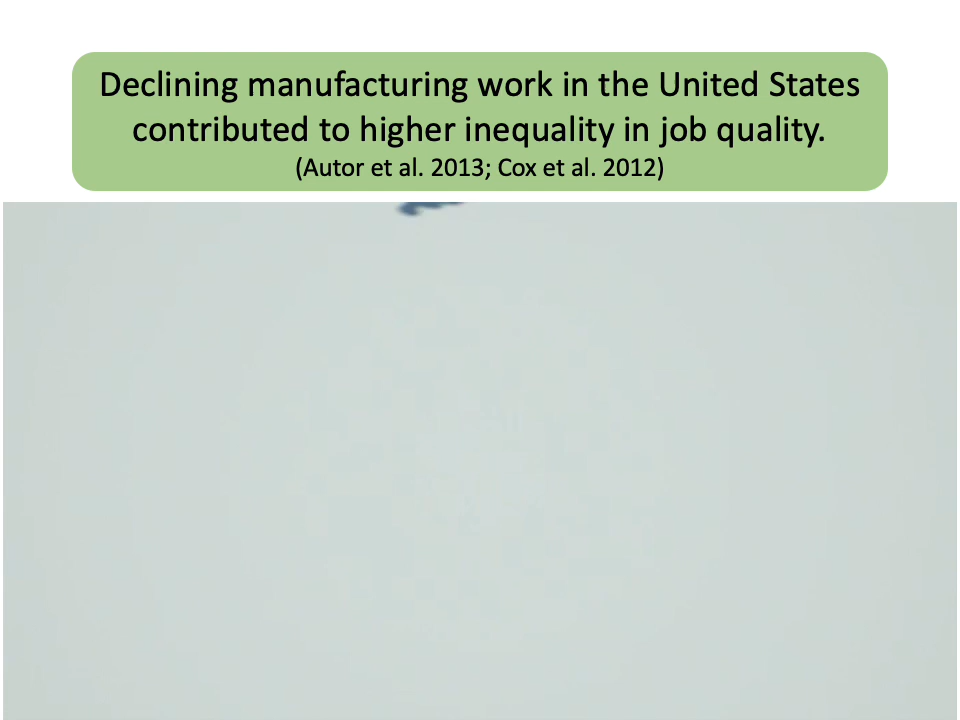 Declining manufacturing work in the United States
contributed to higher inequality in job quality.
(Autor et al. 2013; Cox et al. 2012)